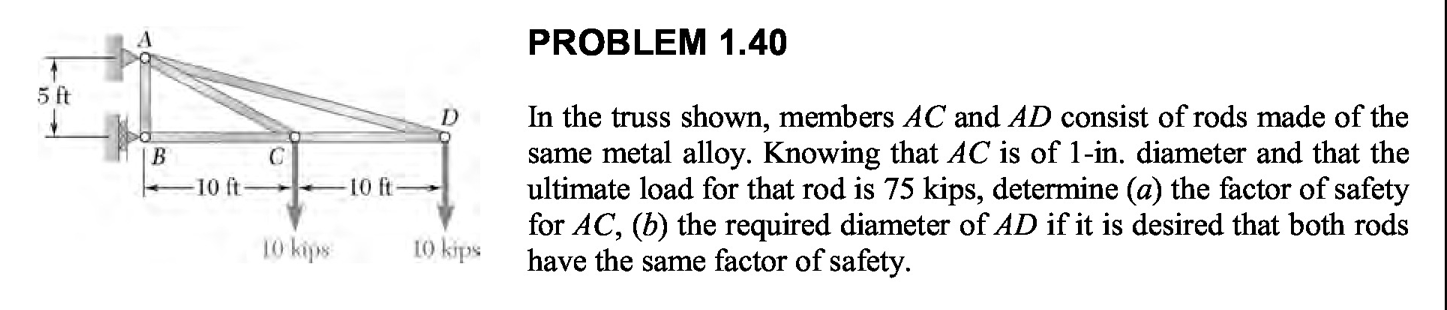 PROBLEM 1.40
A
5 ft
D
B
C
10 ft
10 ft
10 kips
10 kips
In the truss shown, members AC and AD consist of rods made of the
same metal alloy. Knowing that AC is of 1-in. diameter and that the
ultimate load for that rod is 75 kips, determine (a) the factor of safety
for AC, (b) the required diameter of AD if it is desired that both rods
have the same factor of safety.